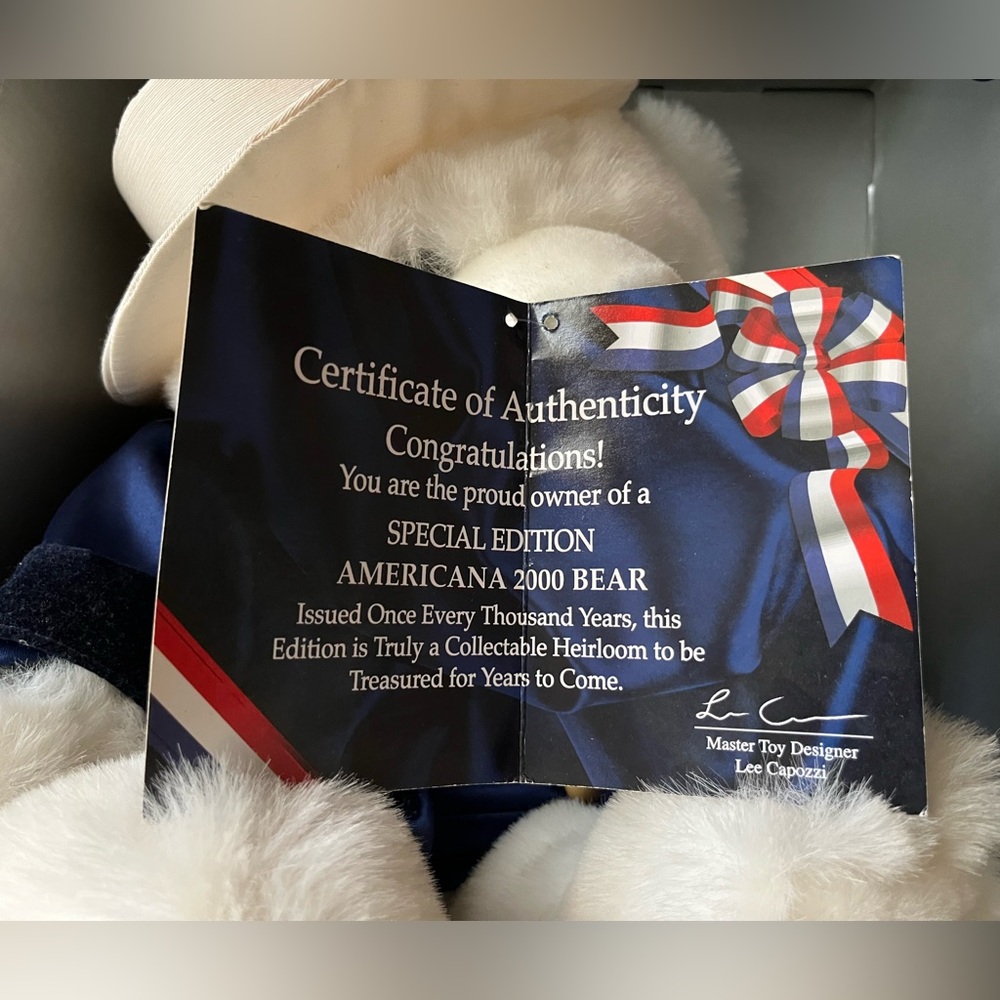 Certificate of Authenticity
Congratulations!
You are the proud owner of a
SPECIAL EDITION
AMERICANA 2000 BEAR
Issued Once Every Thousand Years, this
Edition is Truly a Collectable Heirloom to be
Treasured for Years to Come.
Master Toy Designer
Lee Capozzi